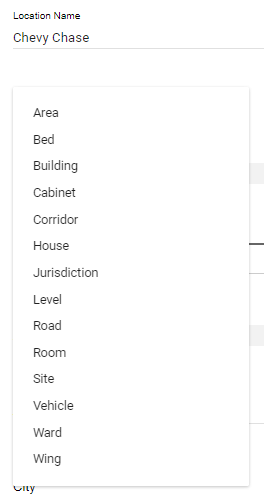 Location Name
Chevy Chase
Area
Bed
Building
Cabinet
Corridor
House
Jurisdiction
Level
Road
Room
Site
Vehicle
Ward
Wing
City